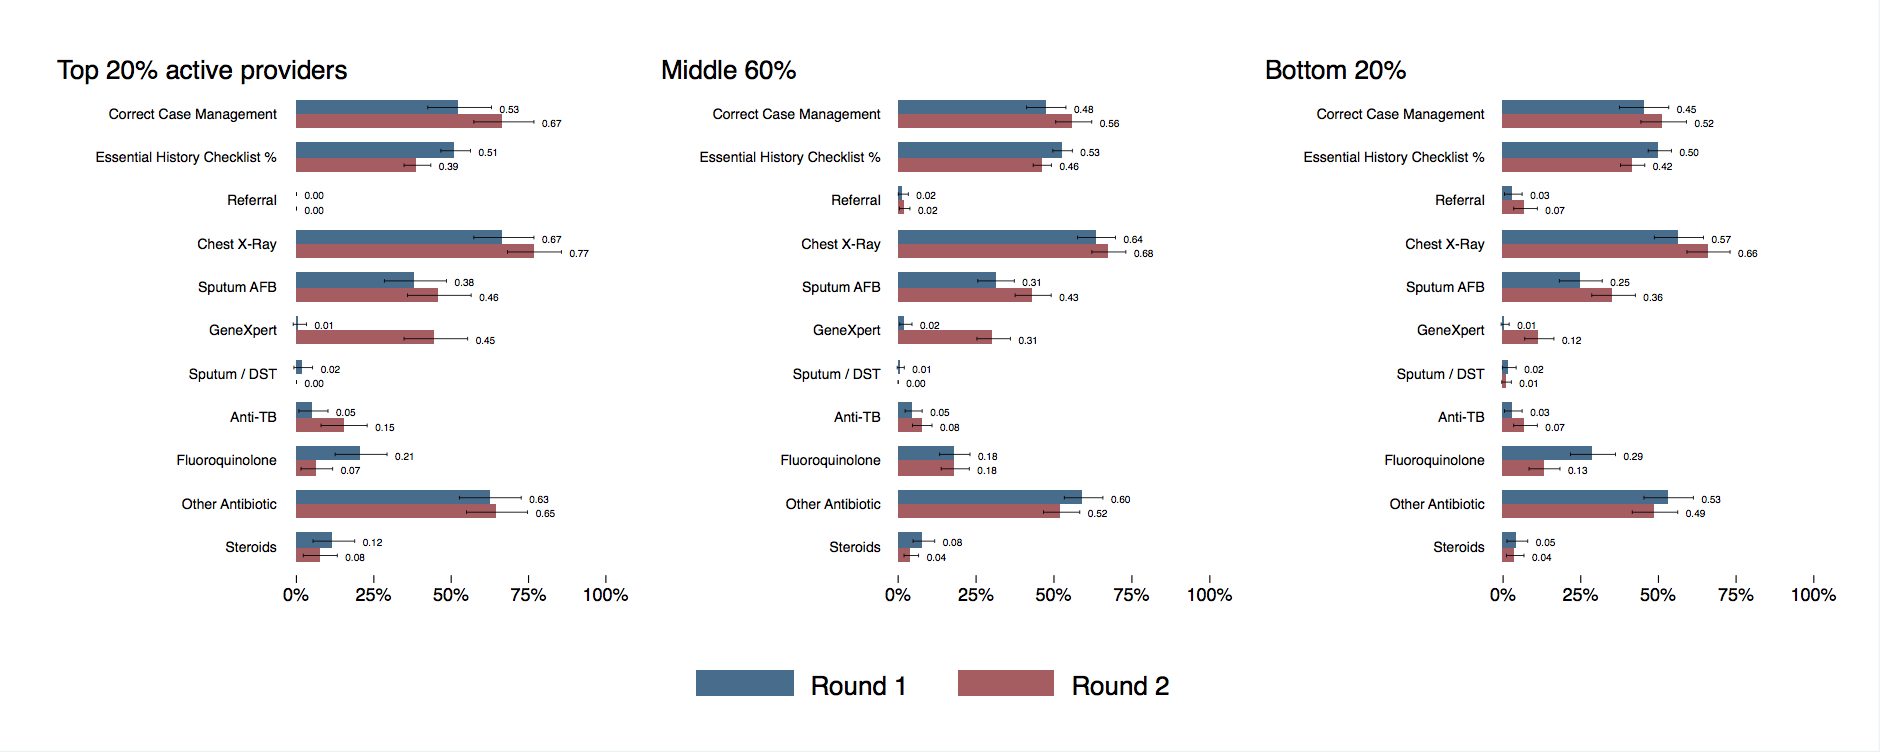 Top 20% active providers
Correct Case Management
0.53
0.67
Essential History Checklist %
0.51
0.39
Referral
0.00
0.00
Chest X-Ray
0.67
0.77
Sputum AFB
0.38
0.46
GeneXpert
0.01
0.45
Sputum / DST
0.02
0.00
Anti-TB
0.05
0.15
Fluoroquinolone
0.21
0.07
Other Antibiotic
0.63
0.65
Steroids
0.12
0.08
0% 25% 50% 75% 100%
Middle 60%
Correct Case Management
0.48
0.56
Essential History Checklist %
0.53
0.46
Referral
0.02
0.02
Chest X-Ray
0.64
0.68
Sputum AFB
0.31
0.43
GeneXpert
0.02
0.31
Sputum / DST
0.01
0.00
Anti-TB
0.05
0.08
Fluoroquinolone
0.18
0.18
Other Antibiotic
0.60
0.52
Steroids
0.08
0.04
0% 25% 50% 75% 100%
Bottom 20%
Correct Case Management
0.45
0.52
Essential History Checklist %
0.50
0.42
Referral
0.03
0.07
Chest X-Ray
0.57
0.66
Sputum AFB
0.25
0.36
GeneXpert
0.01
0.12
Sputum / DST
0.02
0.01
Anti-TB
0.03
0.07
Fluoroquinolone
0.29
0.13
Other Antibiotic
0.53
0.49
Steroids
0.05
0.04
0% 25% 50% 75% 100%
Round 1 Round 2